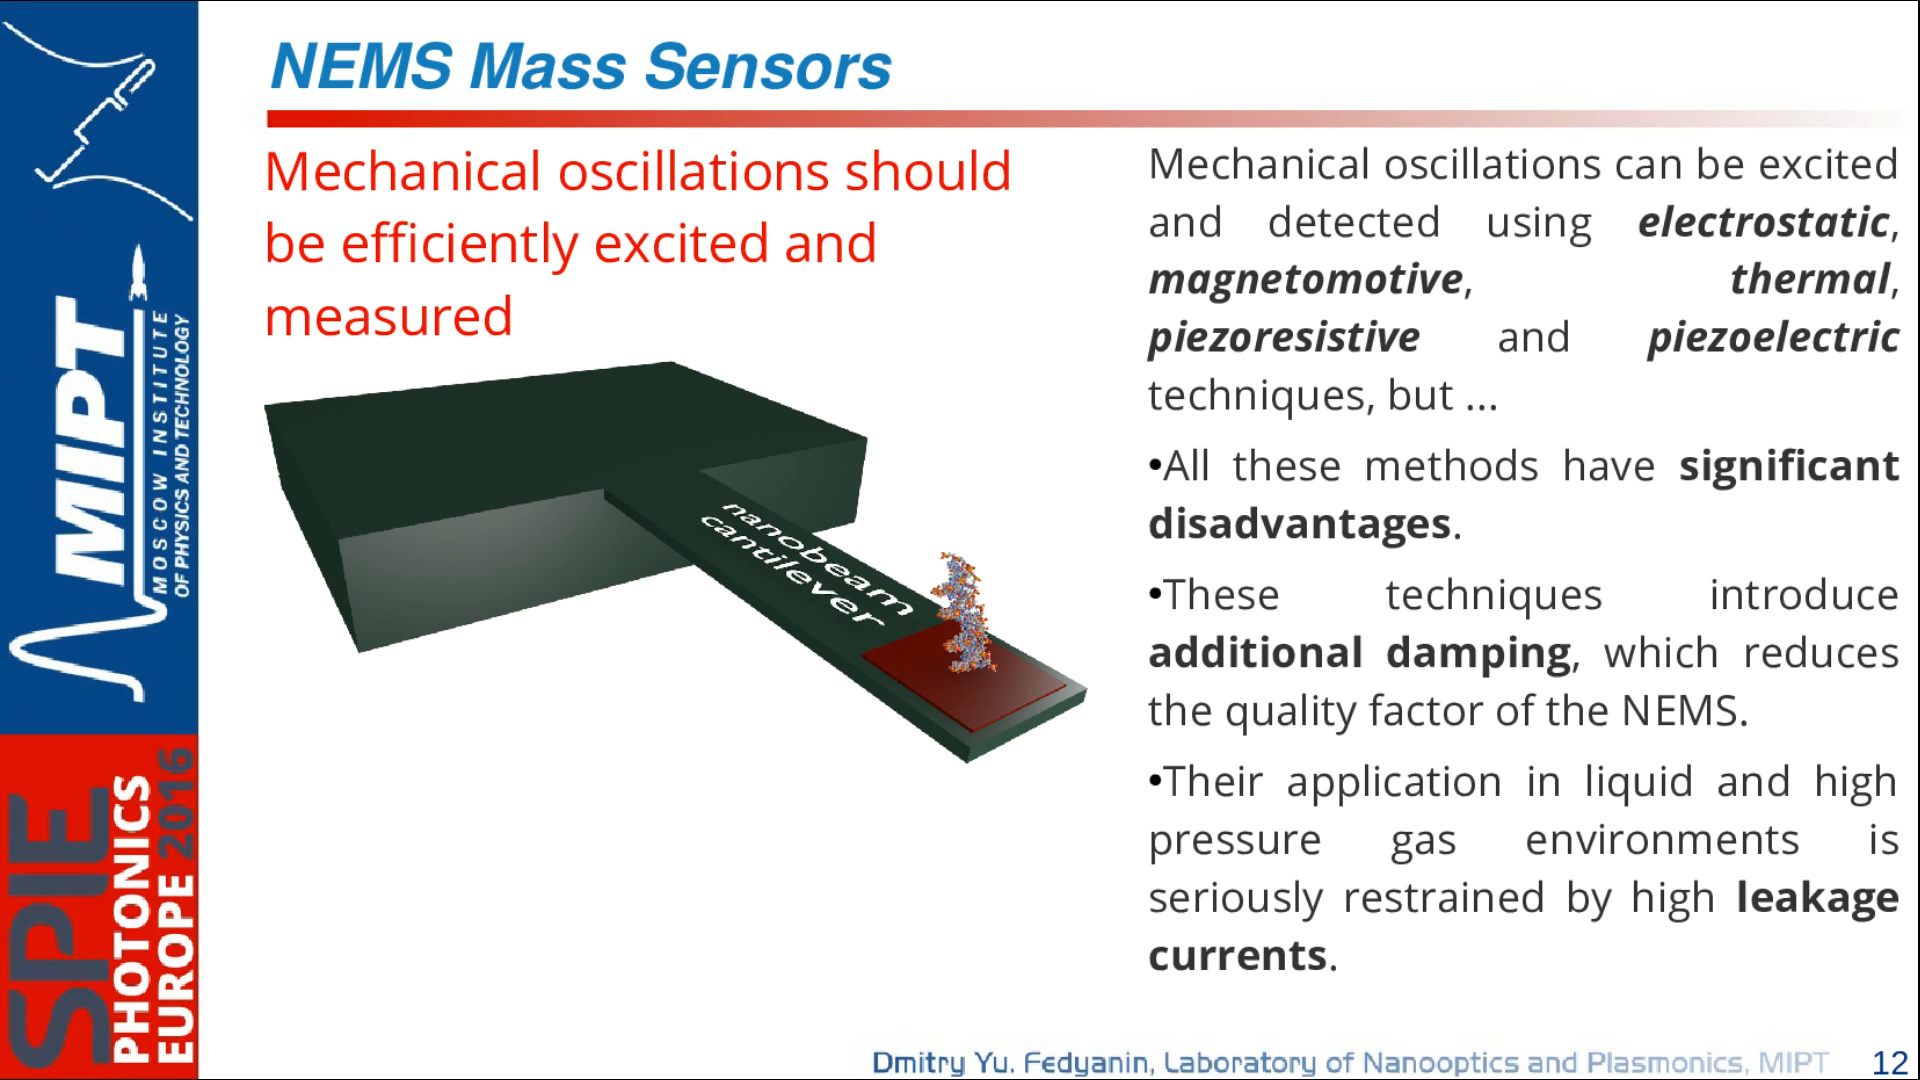 NEMS Mass Sensors
Mechanical oscillations should
be efficiently excited and
measured
nanobeam
cantilever
Mechanical oscillations can be excited
and detected using electrostatic,
magnetomotive, thermal,
piezoresistive and piezoelectric
techniques, but ...
•All these methods have significant
disadvantages.
•These techniques introduce
additional damping, which reduces
the quality factor of the NEMS.
•Their application in liquid and high
pressure gas environments is
seriously restrained by high leakage
currents.
MIPT
MOSCOW INSTITUTE
OF PHYSICS AND TECHNOLOGY
SPIE
PHOTONICS
EUROPE 2016
Dmitry Yu. Fedyanin, Laboratory of Nanooptics and Plasmonics, MIPT
12